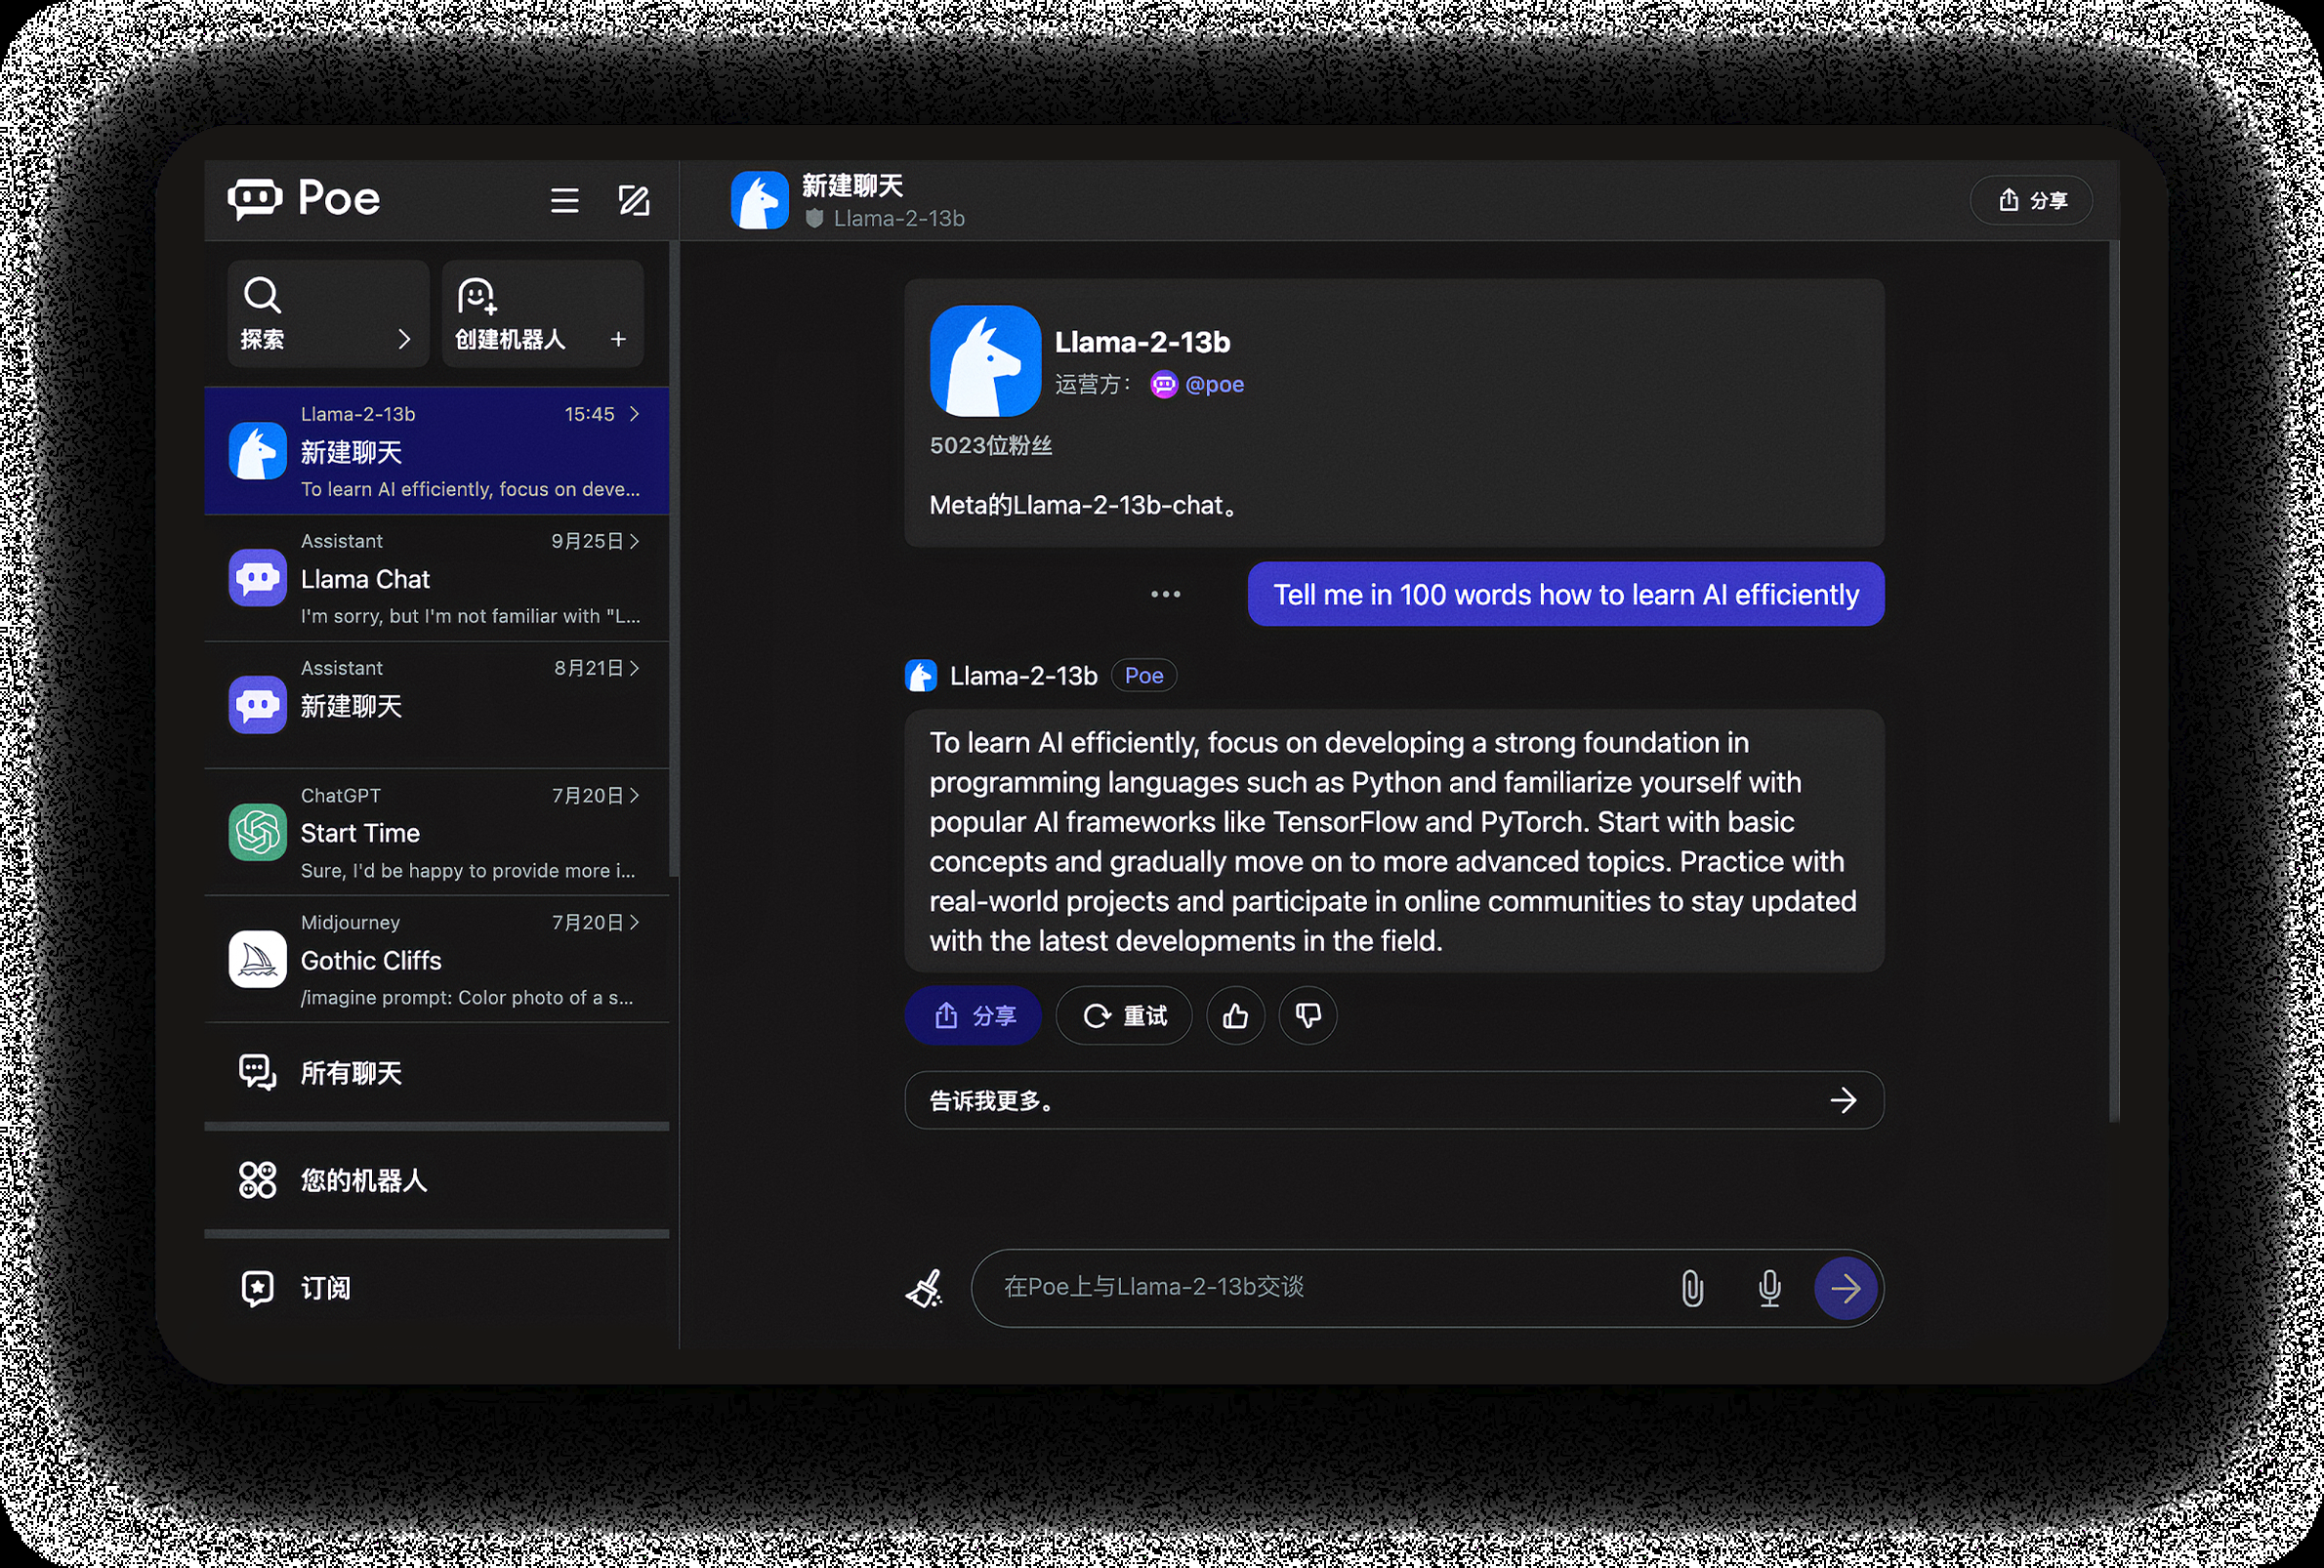 Poe
探索
创建机器人
Llama-2-13b 15:45
新建聊天
To learn AI efficiently, focus on deve...
Assistant 9月25日
Llama Chat
I'm sorry, but I'm not familiar with "L...
Assistant 8月21日
新建聊天
ChatGPT 7月20日
Start Time
Sure, I'd be happy to provide more i...
Midjourney 7月20日
Gothic Cliffs
/imagine prompt: Color photo of a s...
所有聊天
您的机器人
订阅
新建聊天
Llama-2-13b
分享
Llama-2-13b
运营方： @poe
5023位粉丝
Meta的Llama-2-13b-chat。
Tell me in 100 words how to learn AI efficiently
Llama-2-13b Poe
To learn AI efficiently, focus on developing a strong foundation in
programming languages such as Python and familiarize yourself with
popular AI frameworks like TensorFlow and PyTorch. Start with basic
concepts and gradually move on to more advanced topics. Practice with
real-world projects and participate in online communities to stay updated
with the latest developments in the field.
分享 重试
告诉我更多。
在Poe上与Llama-2-13b交谈